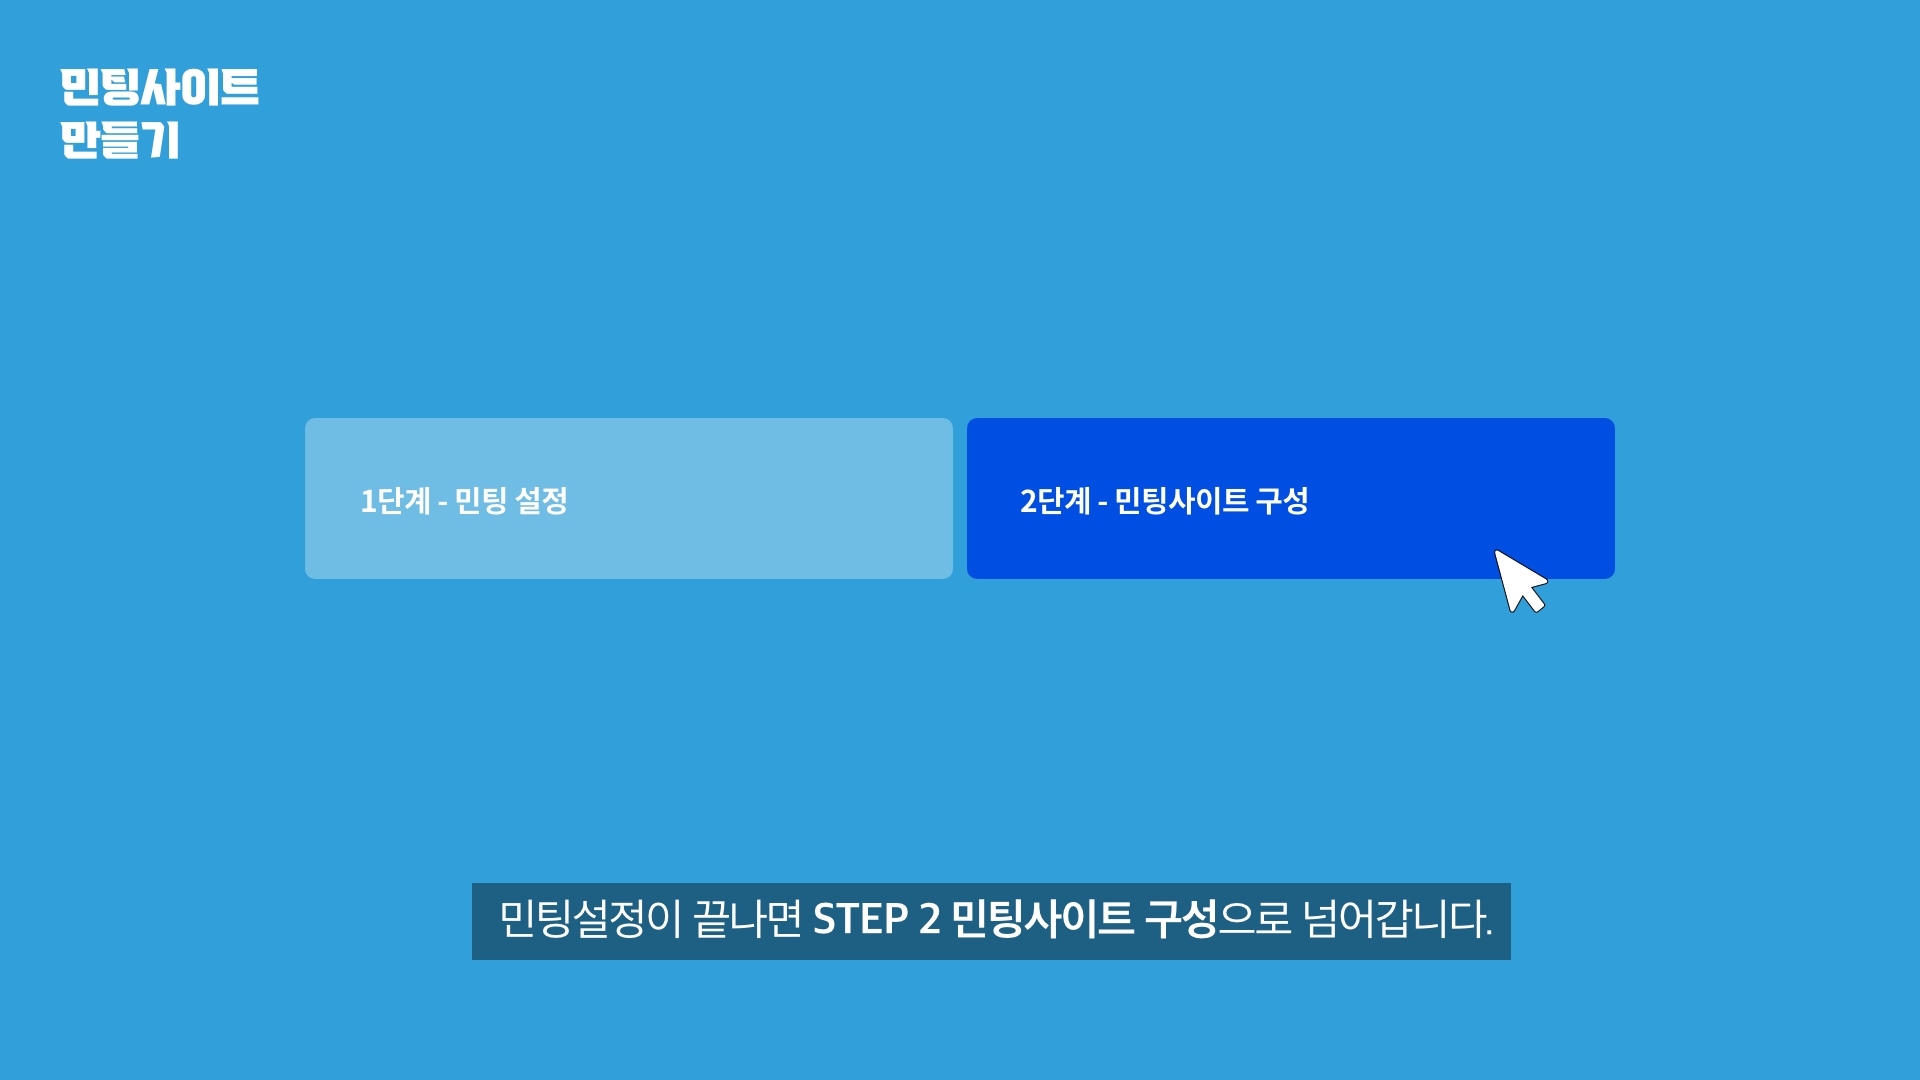 민팅사이트
만들기
1단계 - 민팅 설정
2단계 - 민팅사이트 구성
민팅설정이 끝나면 STEP 2 민팅사이트 구성으로 넘어갑니다.